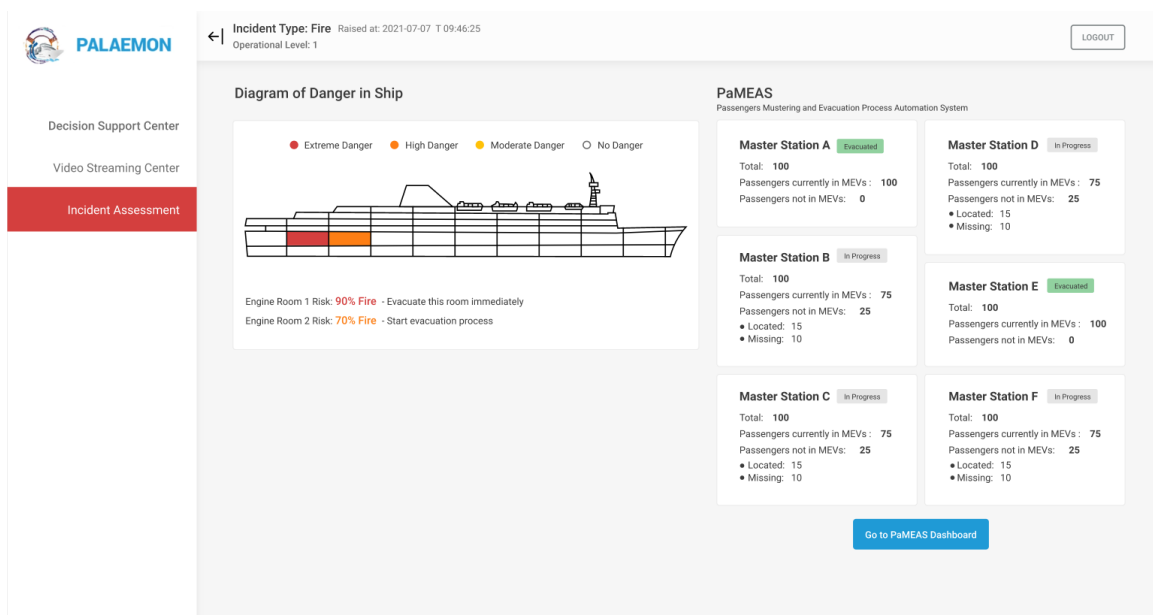 PALAEMON
Decision Support Center
Video Streaming Center
Incident Assessment
Incident Type: Fire Raised at: 2021-07-07 T 09:46:25
Operational Level: 1
LOGOUT
Diagram of Danger in Ship
Extreme Danger High Danger Moderate Danger No Danger
Engine Room 1 Risk: 90% Fire - Evacuate this room immediately
Engine Room 2 Risk: 70% Fire - Start evacuation process
PaMEAS
Passengers Mustering and Evacuation Process Automation System
Master Station A Evacuated
Total: 100
Passengers currently in MEVs : 100
Passengers not in MEVs: 0
Master Station B In Progress
Total: 100
Passengers currently in MEVs : 75
Passengers not in MEVs: 25
• Located: 15
• Missing: 10
Master Station C In Progress
Total: 100
Passengers currently in MEVs : 75
Passengers not in MEVs: 25
• Located: 15
• Missing: 10
Master Station D In Progress
Total: 100
Passengers currently in MEVs : 75
Passengers not in MEVs: 25
• Located: 15
• Missing: 10
Master Station E Evacuated
Total: 100
Passengers currently in MEVs : 100
Passengers not in MEVs: 0
Master Station F In Progress
Total: 100
Passengers currently in MEVs : 75
Passengers not in MEVs: 25
• Located: 15
• Missing: 10
Go to PaMEAS Dashboard